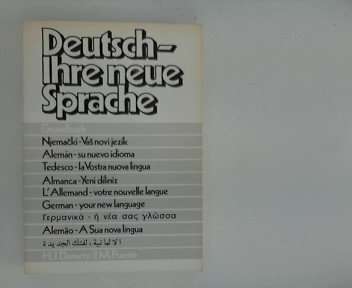 Deutsch–
Ihre neue
Sprache
Grundbuch
Njemački - Vaš novi jezik
Alemán - su nuevo idioma
Tedesco - la Vostra nuova lingua
Almanca - Yeni diliniz
L'Allemand - votre nouvelle langue
German - your new language
Γερμανικά - ἡ νέα σας γλώσσα
Alemão - A Sua nova língua
الالمانية، لغتك الجديدة